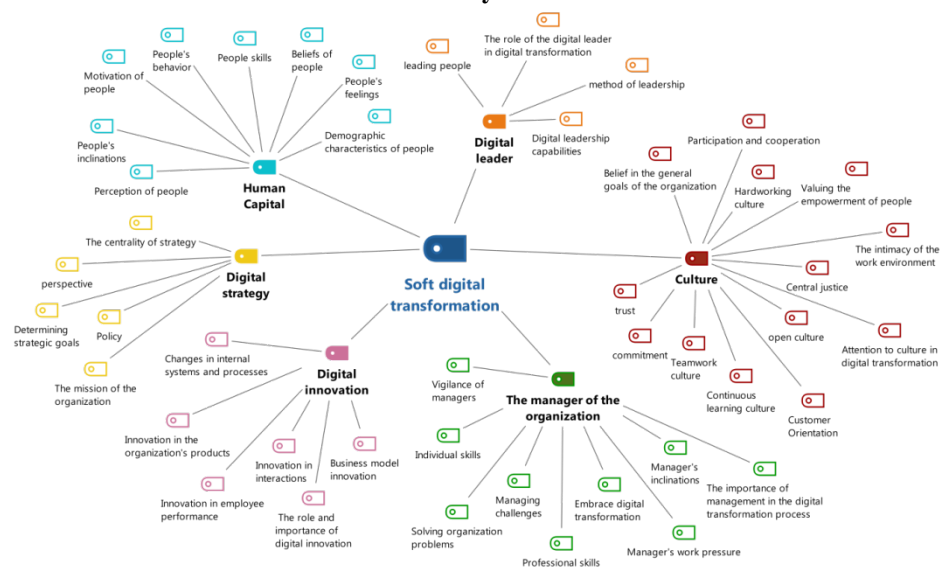 People's
behavior
People skills
Beliefs of
people
Motivation of
people
People's
feelings
People's
inclinations
Demographic
characteristics of people
Perception of people
Human
Capital
The role of the digital leader
in digital transformation
leading people
method of leadership
Digital
leader
Digital leadership
capabilities
Participation and cooperation
Belief in the general
goals of the organization
Hardworking
culture
Valuing the
empowerment of people
The intimacy of the
work environment
Culture
Central justice
trust
open culture
Attention to culture in
digital transformation
commitment
Teamwork
culture
Continuous
learning culture
Customer
Orientation
Soft digital
transformation
The centrality of strategy
perspective
Digital
strategy
Determining
strategic goals
Policy
The mission of the
organization
Changes in internal
systems and processes
Digital
innovation
Innovation in the
organization's products
Innovation in
interactions
Business model
innovation
Innovation in employee
performance
The role and
importance of
digital innovation
Vigilance of
managers
The manager of the
organization
Individual skills
Manager's
inclinations
The importance of
management in the digital
transformation process
Managing
challenges
Embrace digital
transformation
Solving organization
problems
Professional skills
Manager's work pressure